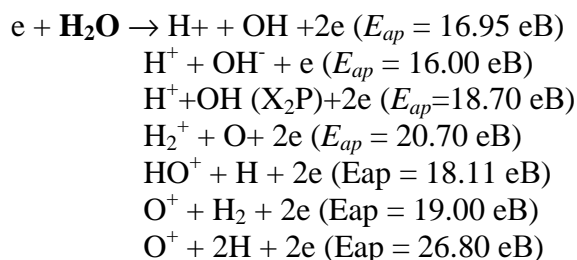 e + H₂O → H+ + OH +2e (Eₐₚ = 16.95 eB)
H⁺ + OH⁻ + e (Eₐₚ = 16.00 eB)
H⁺+OH (X₂P)+2e (Eₐₚ=18.70 eB)
H₂⁺ + O+ 2e (Eₐₚ = 20.70 eB)
HO⁺ + H + 2e (Eap = 18.11 eB)
O⁺ + H₂ + 2e (Eap = 19.00 eB)
O⁺ + 2H + 2e (Eap = 26.80 eB)